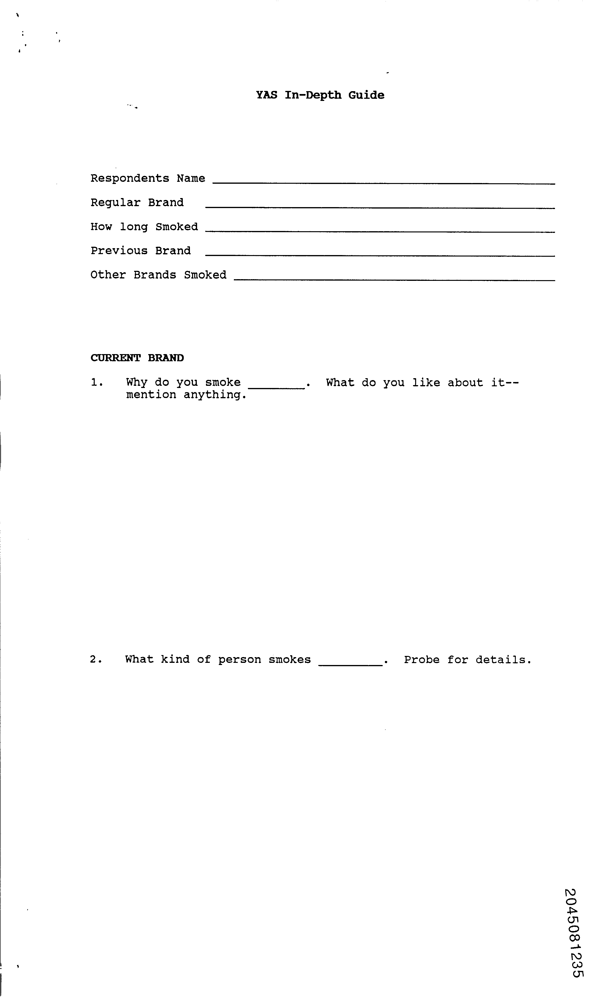 YAS In-Depth Guide
Respondents Name ____________________
Regular Brand ____________________
How long Smoked ____________________
Previous Brand ____________________
Other Brands Smoked ____________________
CURRENT BRAND
1. Why do you smoke ________. What do you like about it--
mention anything.
2. What kind of person smokes _________. Probe for details.
2045081235